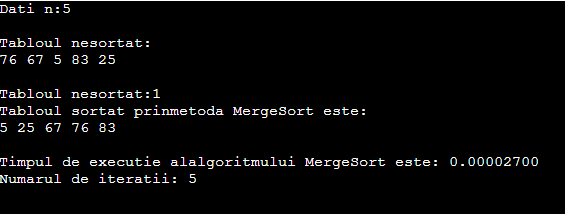 Dati n:5
Tabloul nesortat:
76 67 5 83 25
Tabloul nesortat:1
Tabloul sortat prinmetoda MergeSort este:
5 25 67 76 83
Timpul de executie alalgoritmului MergeSort este: 0.00002700
Numarul de iteratii: 5